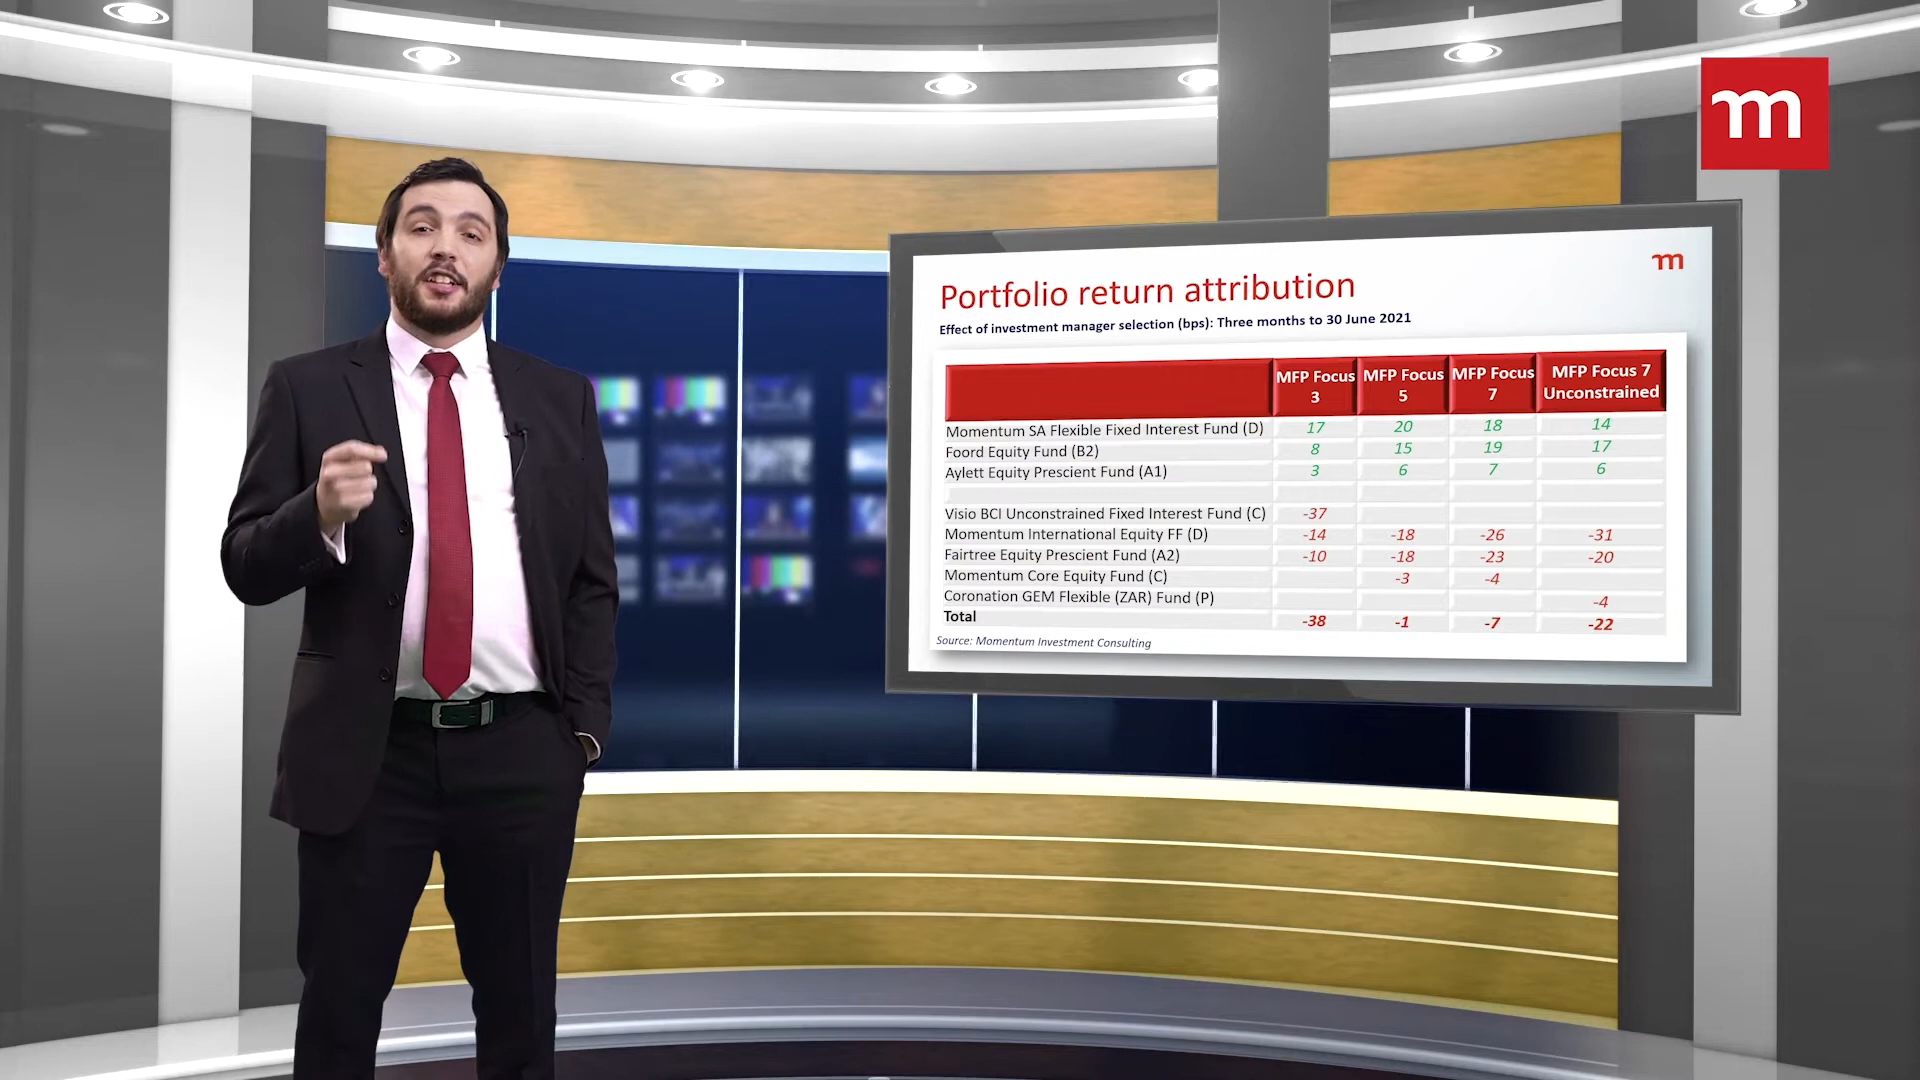 m
m
Portfolio return attribution
Effect of investment manager selection (bps): Three months to 30 June 2021
MFP Focus 3 MFP Focus 5 MFP Focus 7 MFP Focus 7 Unconstrained
Momentum SA Flexible Fixed Interest Fund (D) 17 20 18 14
Foord Equity Fund (B2) 8 15 19 17
Aylett Equity Prescient Fund (A1) 3 6 7 6
Visio BCI Unconstrained Fixed Interest Fund (C) -37
Momentum International Equity FF (D) -14 -18 -26 -31
Fairtree Equity Prescient Fund (A2) -10 -18 -23 -20
Momentum Core Equity Fund (C) -3 -4
Coronation GEM Flexible (ZAR) Fund (P) -4
Total -38 -1 -7 -22
Source: Momentum Investment Consulting